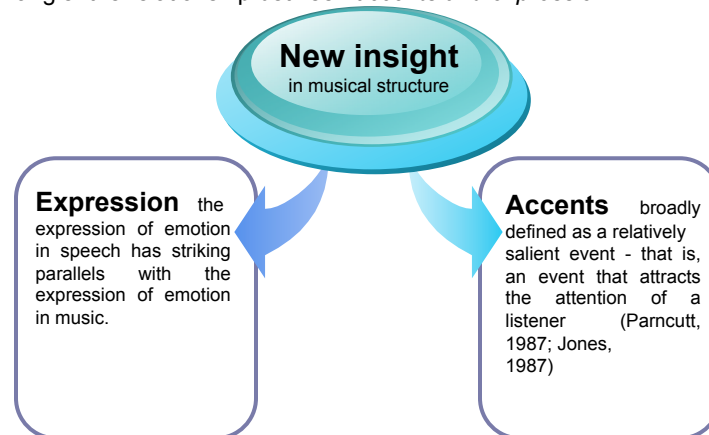 New insight
in musical structure
Expression the
expression of emotion
in speech has striking
parallels with the
expression of emotion
in music.
Accents broadly
defined as a relatively
salient event - that is,
an event that attracts
the attention of a
listener (Parncutt,
1987; Jones,
1987)